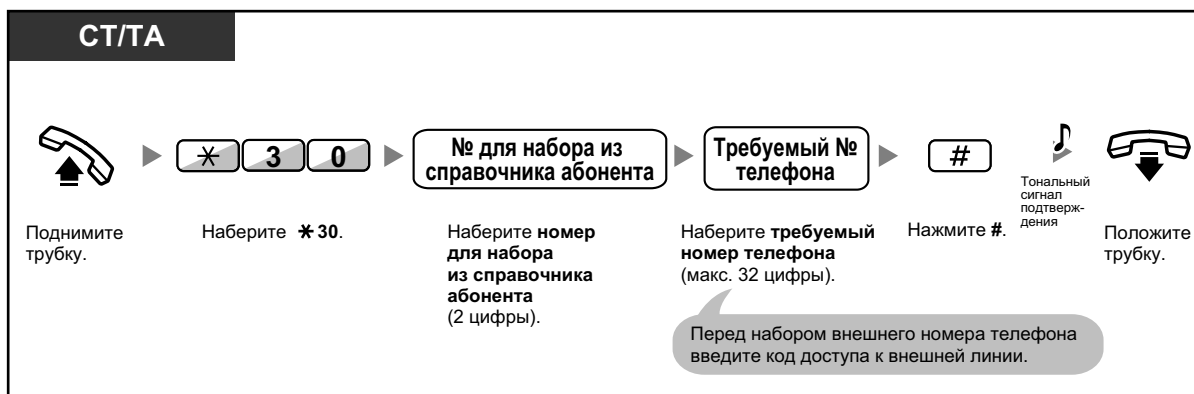 СТ/ТА
✳ 3 0
№ для набора из
справочника абонента
Требуемый №
телефона
#
Тональный
сигнал
подтверж-
дения
Поднимите
трубку.
Наберите ✳30.
Наберите номер
для набора
из справочника
абонента
(2 цифры).
Наберите требуемый
номер телефона
(макс. 32 цифры).
Нажмите #.
Положите
трубку.
Перед набором внешнего номера телефона
введите код доступа к внешней линии.